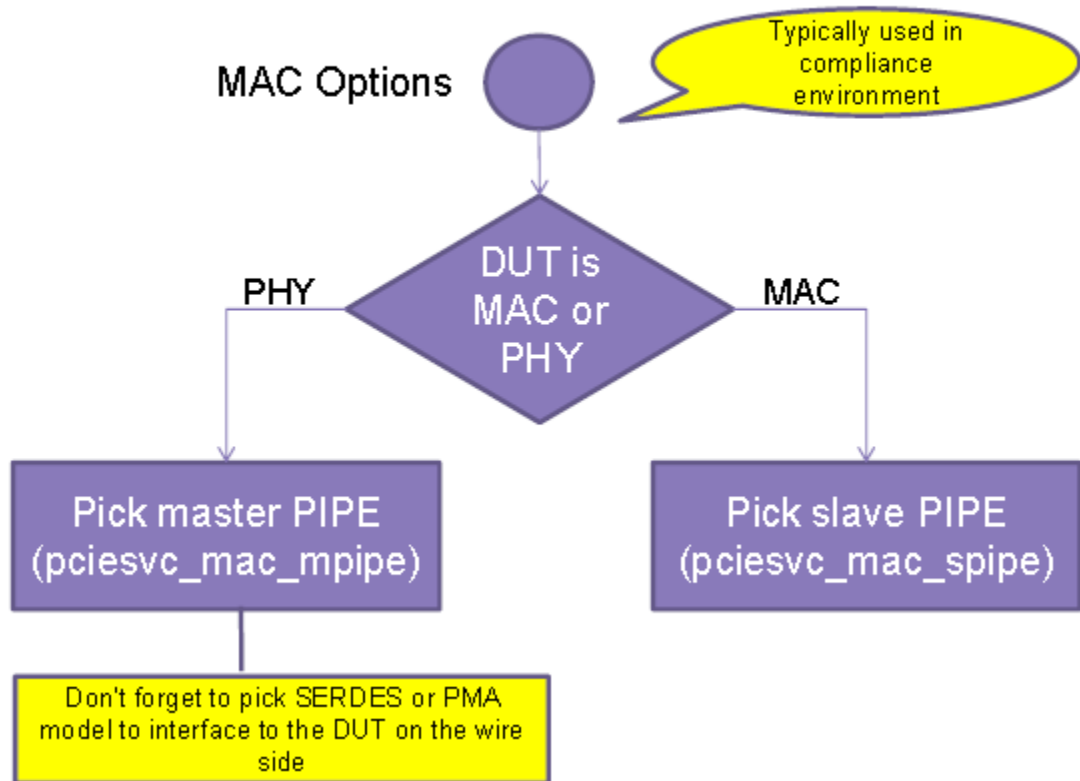 MAC Options
Typically used in
compliance
environment
DUT is
MAC or
PHY
PHY
MAC
Pick master PIPE
(pciesvc_mac_mpipe)
Pick slave PIPE
(pciesvc_mac_spipe)
Don't forget to pick SERDES or PMA
model to interface to the DUT on the wire
side